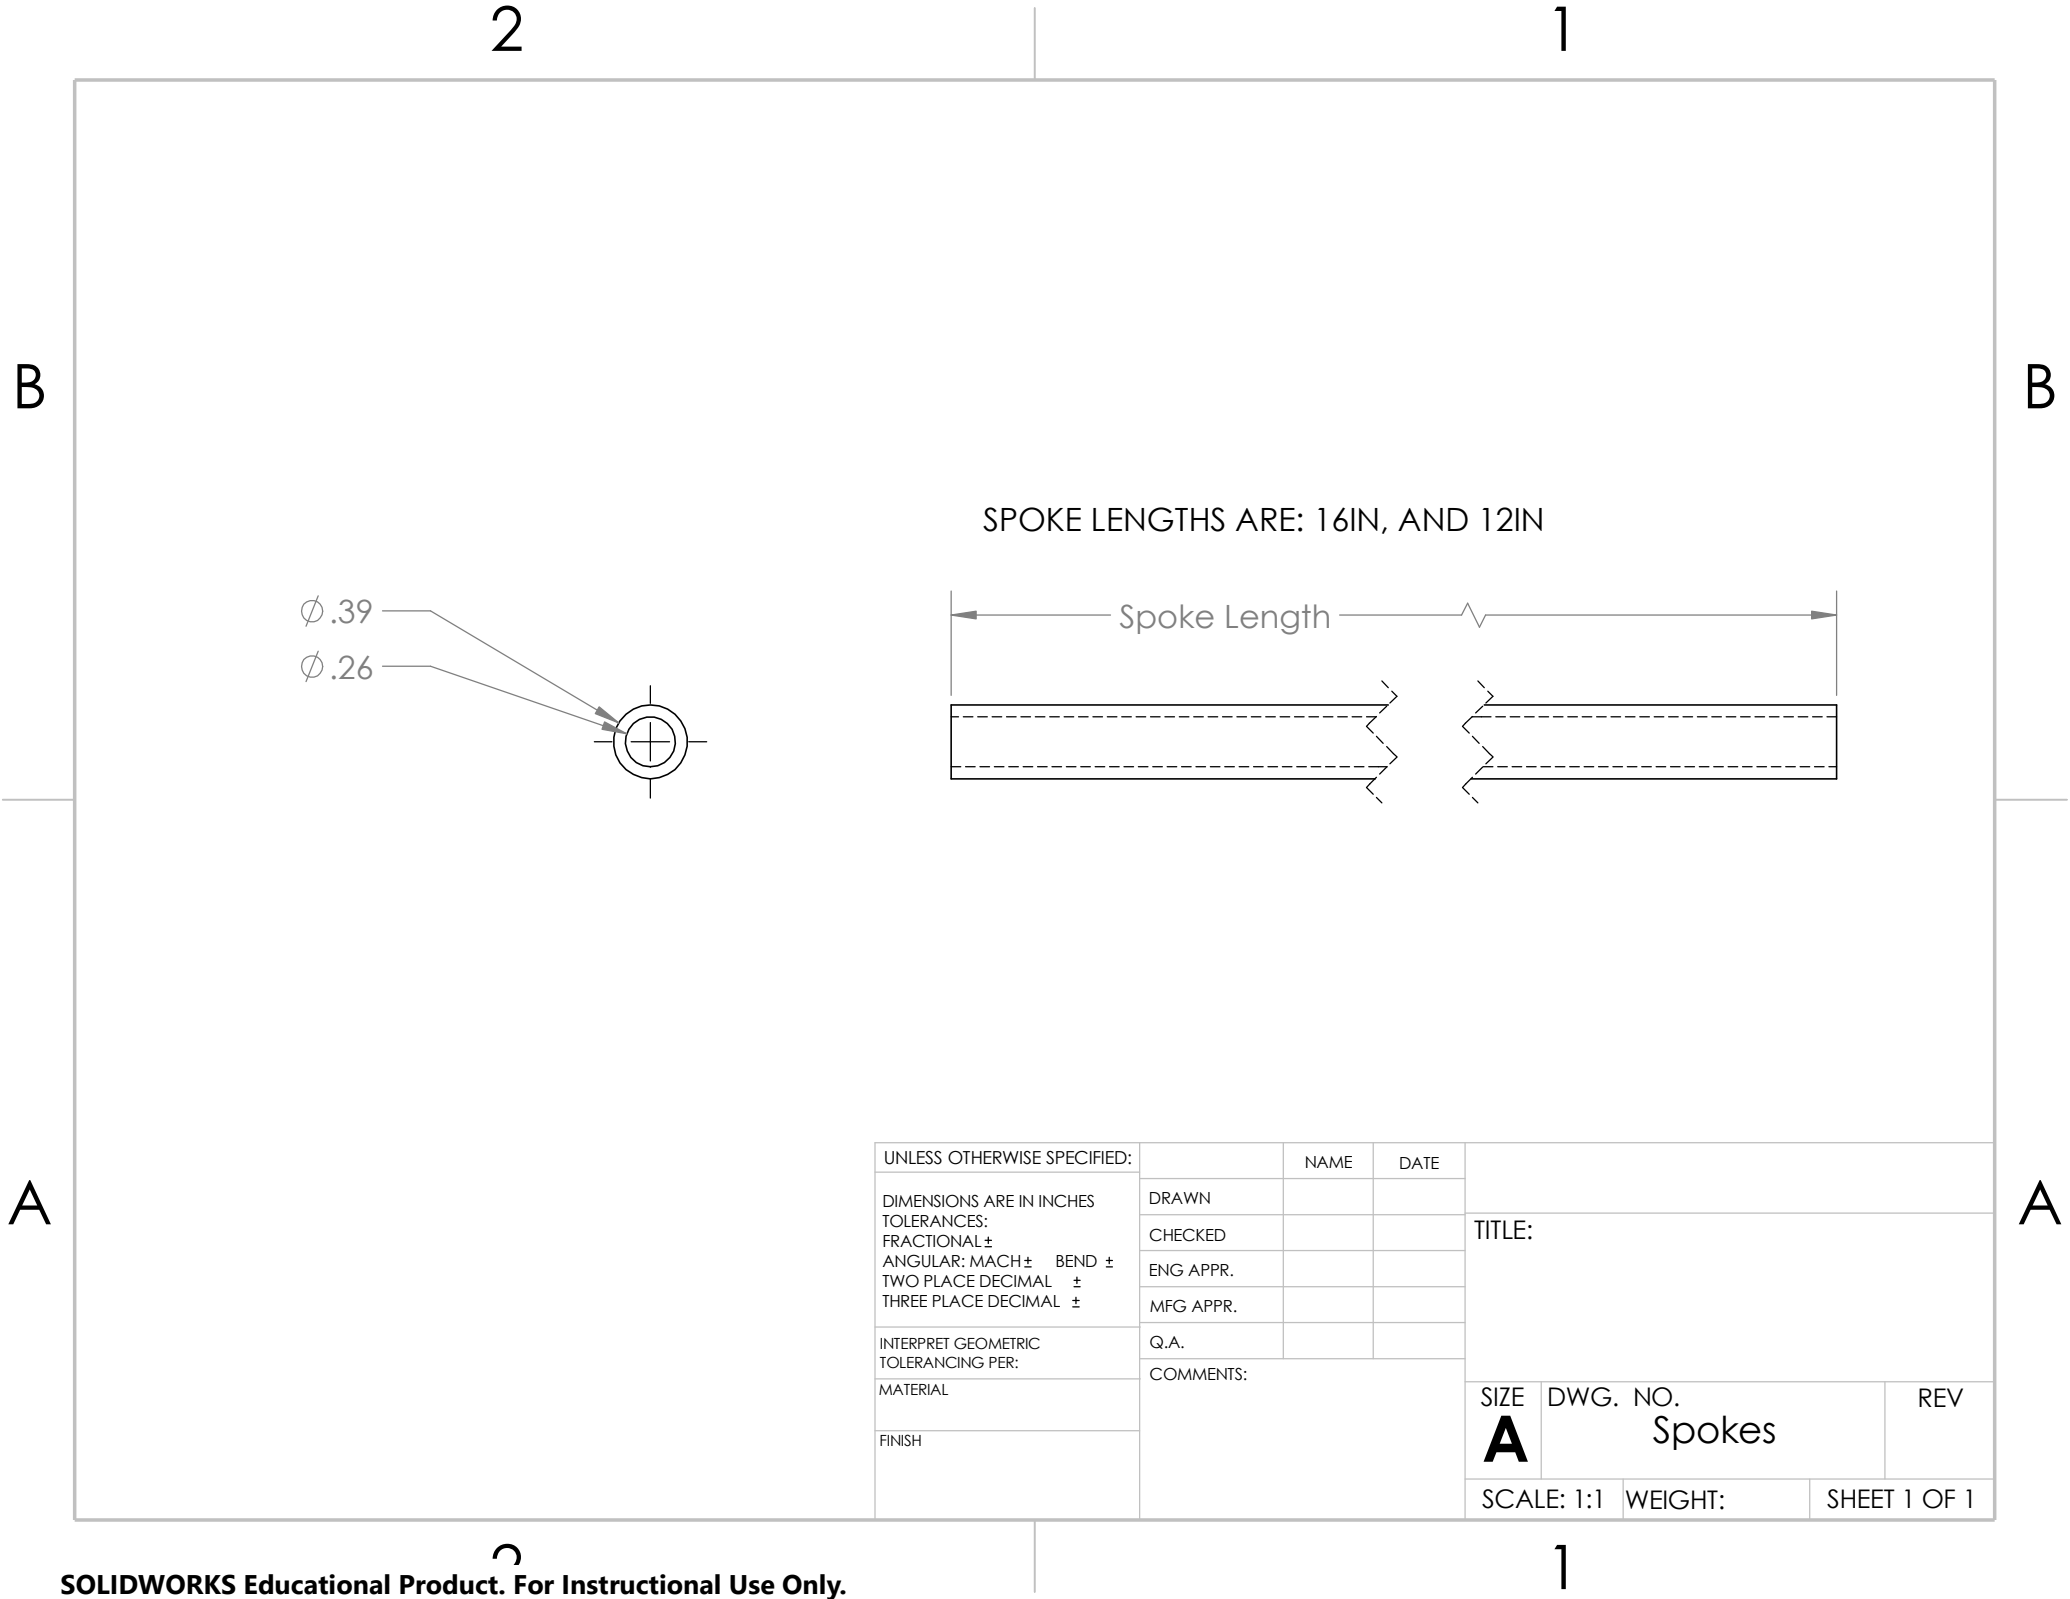 2 1
B B
SPOKE LENGTHS ARE: 16IN, AND 12IN
∅.39
Spoke Length
∅.26
A A
UNLESS OTHERWISE SPECIFIED:
DIMENSIONS ARE IN INCHES
TOLERANCES:
FRACTIONAL±
ANGULAR: MACH± BEND ±
TWO PLACE DECIMAL ±
THREE PLACE DECIMAL ±
INTERPRET GEOMETRIC
TOLERANCING PER:
MATERIAL
FINISH
NAME DATE
DRAWN
CHECKED
ENG APPR.
MFG APPR.
Q.A.
COMMENTS:
TITLE:
SIZE DWG. NO. REV
A Spokes
SCALE: 1:1 WEIGHT: SHEET 1 OF 1
2 1
SOLIDWORKS Educational Product. For Instructional Use Only.